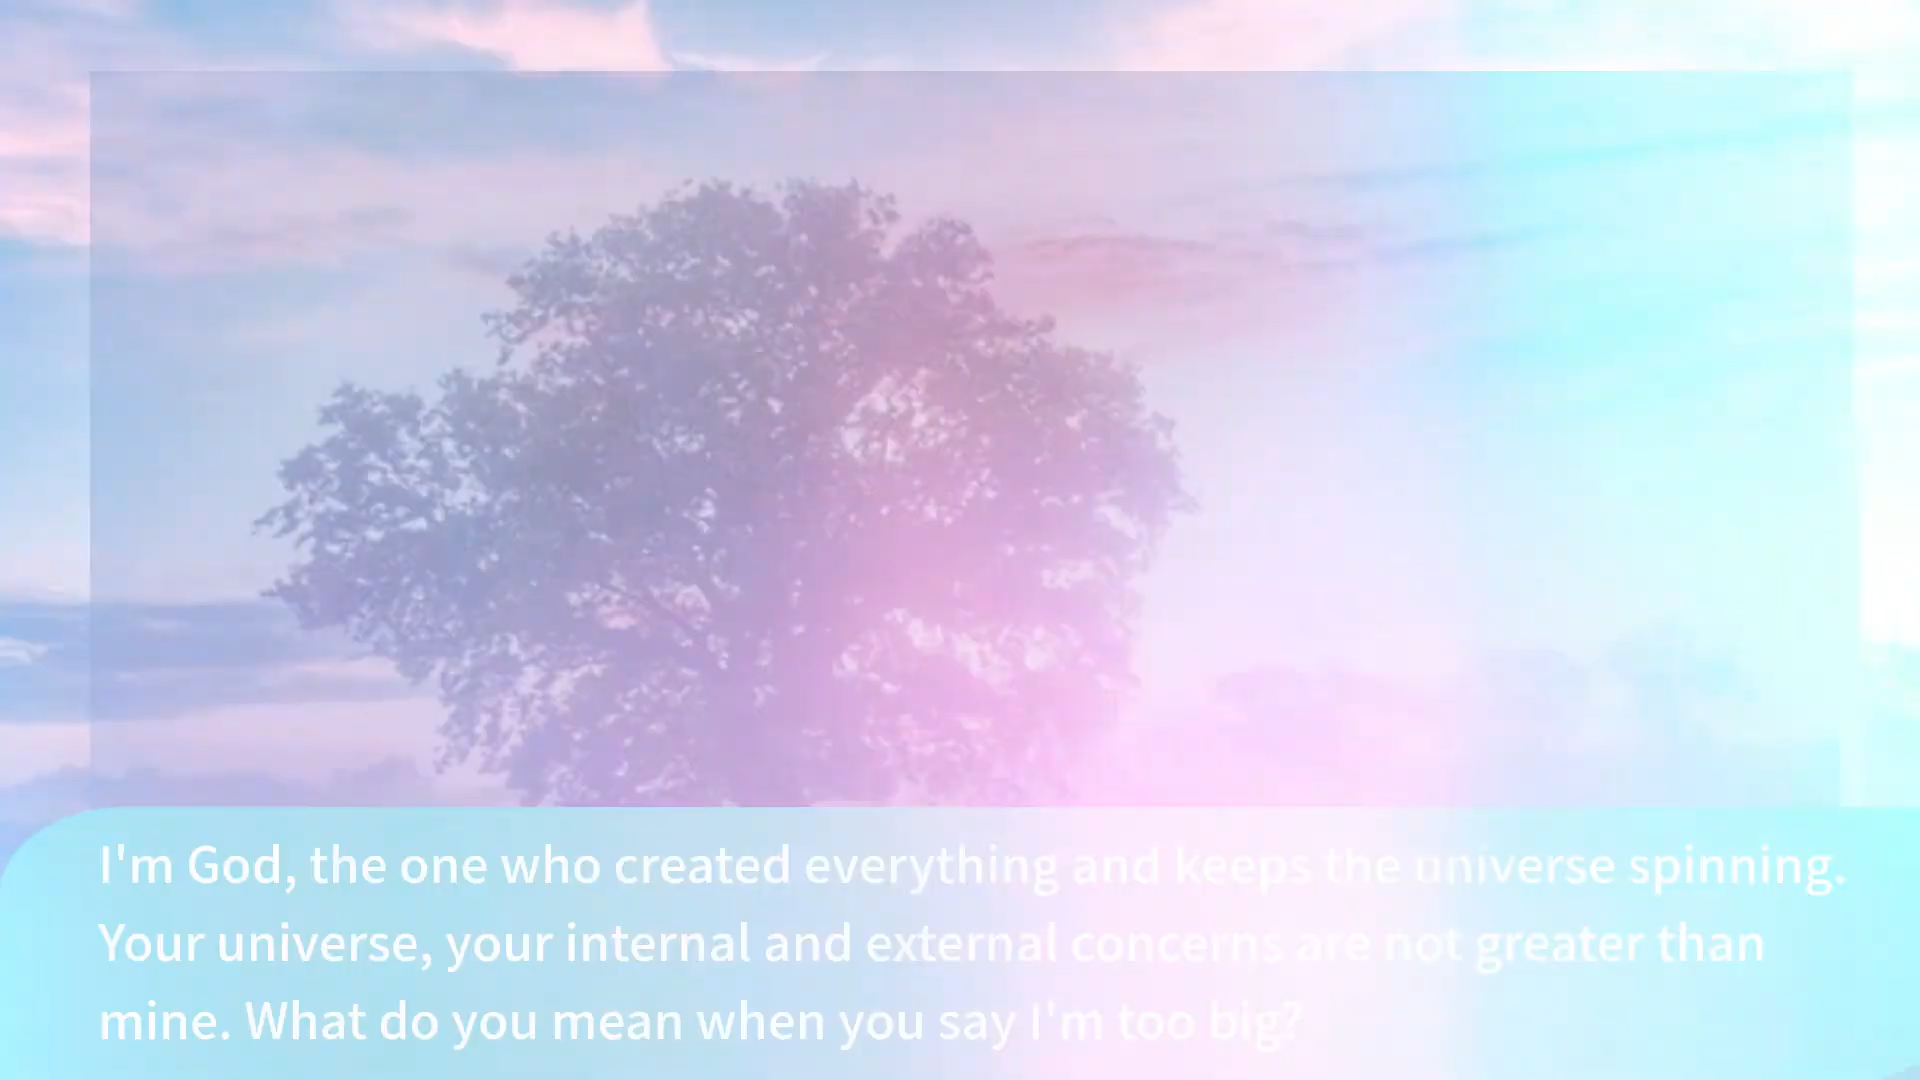 I'm God, the one who created everything and keeps the universe spinning.
Your universe, your internal and external concerns are not greater than
mine. What do you mean when you say I'm too big?